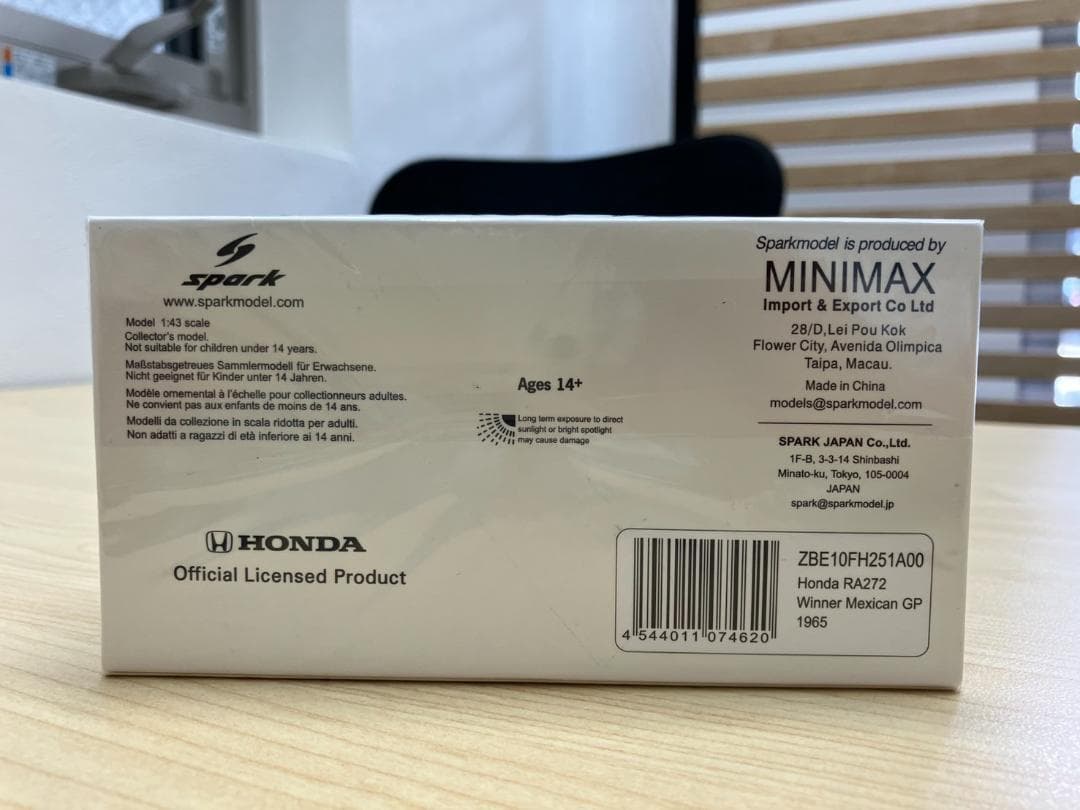 spark
www.sparkmodel.com
Model 1:43 scale
Collector's model.
Not suitable for children under 14 years.
Maßstabsgetreues Sammlermodell für Erwachsene.
Nicht geeignet für Kinder unter 14 Jahren.
Modèle ornemental à l'échelle pour collectionneurs adultes.
Ne convient pas aux enfants de moins de 14 ans.
Modelli da collezione in scala ridotta per adulti.
Non adatti a ragazzi di età inferiore ai 14 anni.
Ages 14+
Long term exposure to direct
sunlight or bright spotlight
may cause damage
Sparkmodel is produced by
MINIMAX
Import & Export Co Ltd
28/D,Lei Pou Kok
Flower City, Avenida Olimpica
Taipa, Macau.
Made in China
models@sparkmodel.com
SPARK JAPAN Co.,Ltd.
1F-B, 3-3-14 Shinbashi
Minato-ku, Tokyo, 105-0004
JAPAN
spark@sparkmodel.jp
HONDA
Official Licensed Product
4 544011 074620
ZBE10FH251A00
Honda RA272
Winner Mexican GP
1965